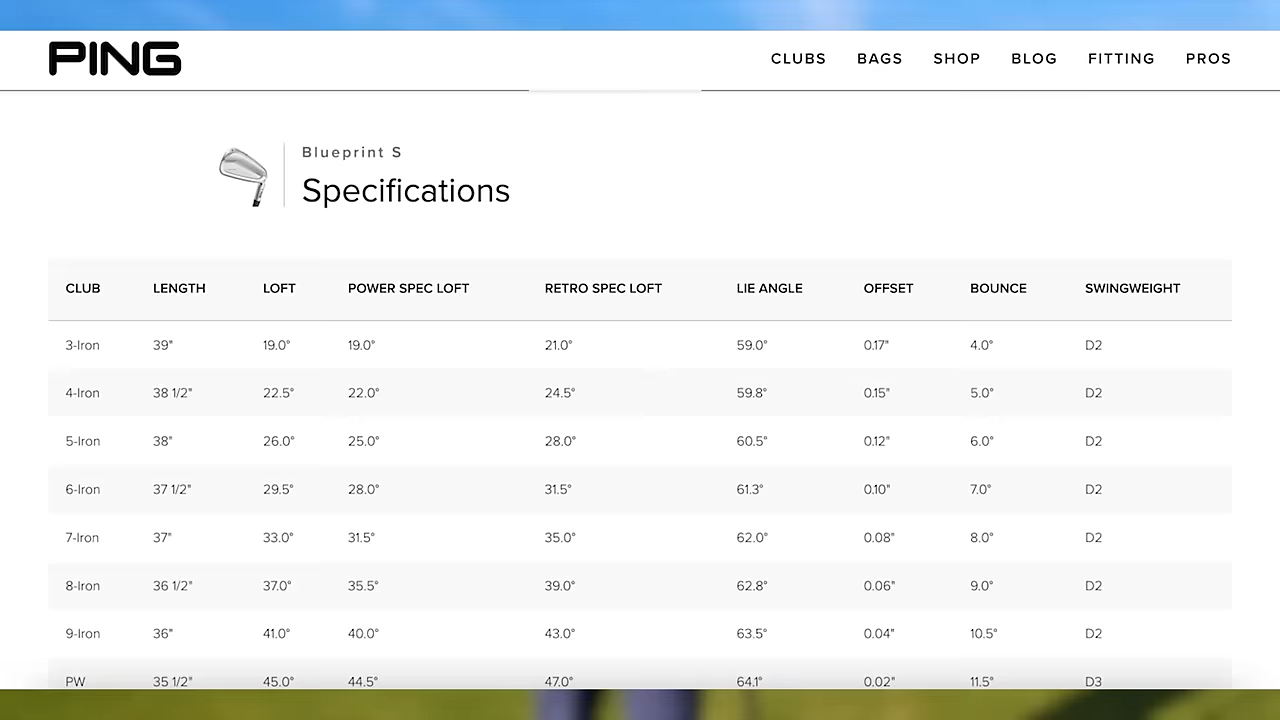 PING CLUBS BAGS SHOP BLOG FITTING PROS
Blueprint S
Specifications
CLUB LENGTH LOFT POWER SPEC LOFT RETRO SPEC LOFT LIE ANGLE OFFSET BOUNCE SWINGWEIGHT
3-Iron 39" 19.0° 19.0° 21.0° 59.0° 0.17" 4.0° D2
4-Iron 38 1/2" 22.5° 22.0° 24.5° 59.8° 0.15" 5.0° D2
5-Iron 38" 26.0° 25.0° 28.0° 60.5° 0.12" 6.0° D2
6-Iron 37 1/2" 29.5° 28.0° 31.5° 61.3° 0.10" 7.0° D2
7-Iron 37" 33.0° 31.5° 35.0° 62.0° 0.08" 8.0° D2
8-Iron 36 1/2" 37.0° 35.5° 39.0° 62.8° 0.06" 9.0° D2
9-Iron 36" 41.0° 40.0° 43.0° 63.5° 0.04" 10.5° D2
PW 35 1/2" 45.0° 44.5° 47.0° 64.1° 0.02" 11.5° D3